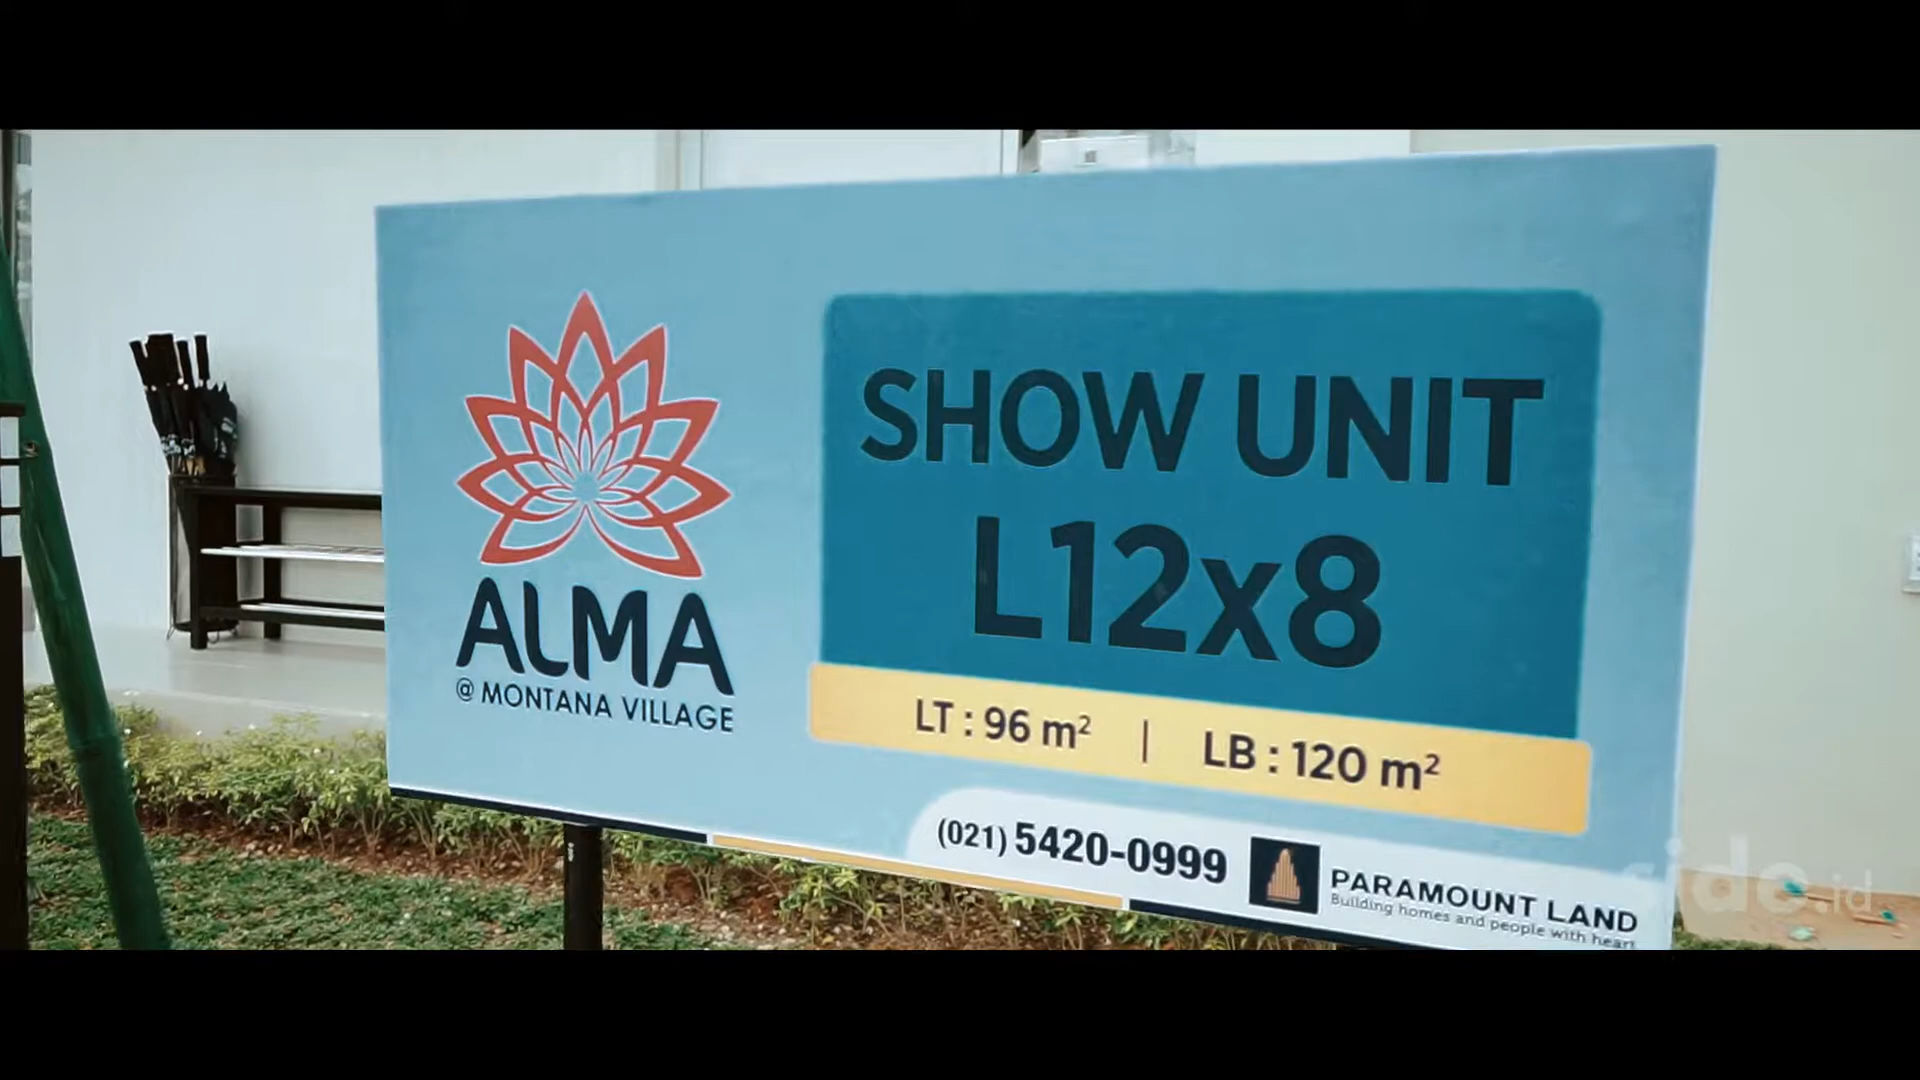 ALMA
@ MONTANA VILLAGE
SHOW UNIT
L12x8
LT : 96 m² | LB : 120 m²
(021) 5420-0999
PARAMOUNT LAND
Building homes and people with heart
.id